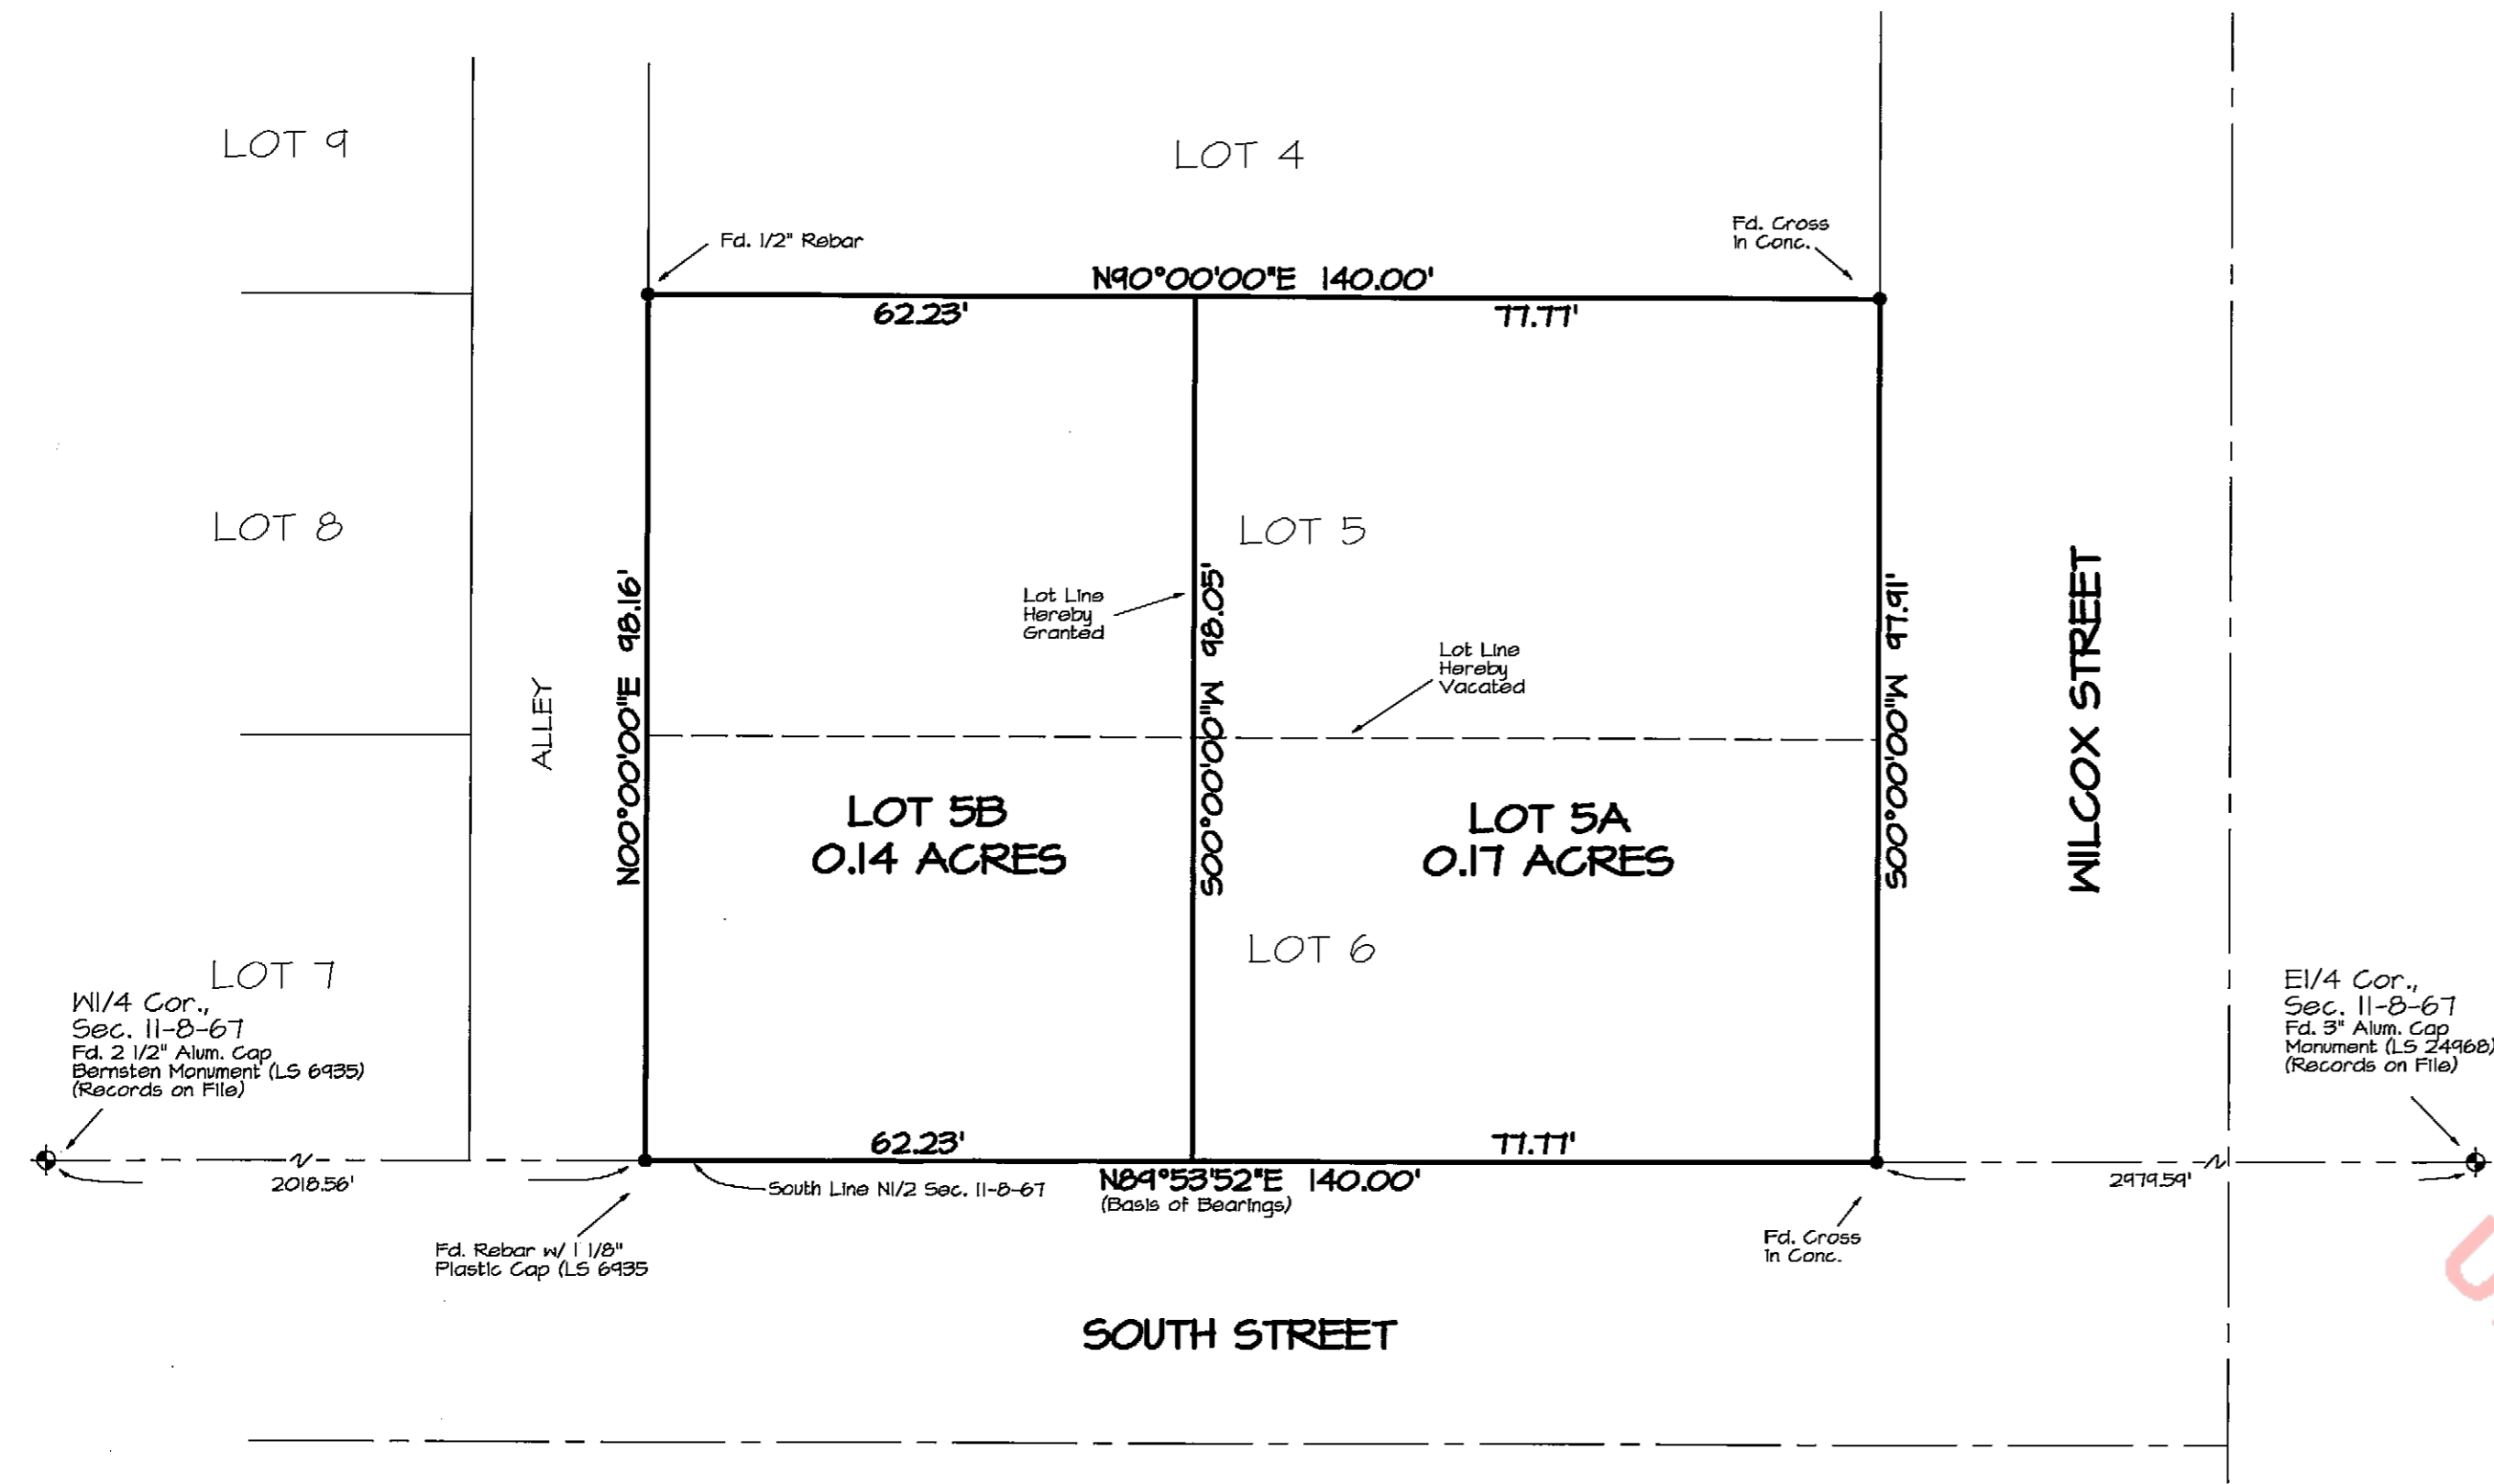 LOT 9
LOT 4
Fd. 1/2" Rebar
Fd. Cross
in Conc.
N90°00'00"E 140.00'
62.23'
77.77'
LOT 8
LOT 5
N00°00'00"E 98.16'
Lot Line
Hereby
Granted
S00°00'00"W 98.05'
S00°00'00"W 97.91'
Lot Line
Hereby
Vacated
ALLEY
WILCOX STREET
LOT 5B
0.14 ACRES
LOT 5A
0.17 ACRES
LOT 6
LOT 7
W1/4 Cor.,
Sec. 11-8-67
Fd. 2 1/2" Alum. Cap
Bernsten Monument (LS 6935)
(Records on File)
E1/4 Cor.,
Sec. 11-8-67
Fd. 3" Alum. Cap
Monument (LS 24968)
(Records on File)
62.23'
77.77'
2018.56'
South Line N1/2 Sec. 11-8-67
N89°53'52"E 140.00'
(Basis of Bearings)
2979.59'
Fd. Rebar w/ 1 1/8"
Plastic Cap (LS 6935
Fd. Cross
in Conc.
SOUTH STREET